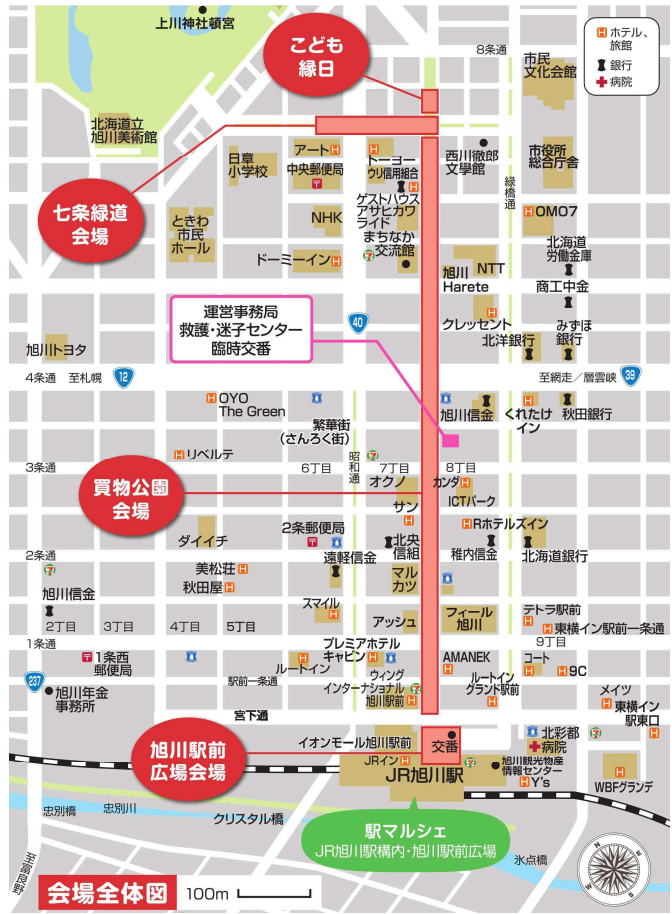 上川神社頓宮
こども
縁日
8条通
市民
文化会館
ホテル、
旅館
銀行
病院
北海道立
旭川美術館
日章
小学校
アート
中央郵便局
トーヨー
ウリ信用組合
西川徹郎
文學館
市役所
総合庁舎
七条緑道
会場
ときわ
市民
ホール
NHK
ゲストハウス
アサヒカワ
ライド
まちなか
交流館
ドーミーイン
緑橋通
OMO7
北海道
労働金庫
旭川
Harete
NTT
商工中金
運営事務局
救護・迷子センター
臨時交番
40
クレッセント
北洋銀行
みずほ
銀行
旭川トヨタ
4条通
至札幌
12
至網走/層雲峡
39
OYO
The Green
繁華街
(さんろく街)
旭川信金
くれたけ
イン
秋田銀行
リベルテ
3条通
6丁目
昭和通
7丁目
8丁目
買物公園
会場
オクノ
カンダ
ICTパーク
サン
Rホテルズイン
ダイイチ
2条郵便局
北央
信組
稚内信金
北海道銀行
2条通
遠軽信金
美松荘
秋田屋
マル
カツ
旭川信金
スマイル
アッシュ
フィール
旭川
テトラ駅前
東横イン駅前一条通
2丁目
3丁目
4丁目
5丁目
9丁目
1条通
1条西
郵便局
ルートイン
プレミアホテル
キャビン
AMANEK
コート
9C
237
旭川年金
事務所
駅前一条通
ウィング
インターナショナル
旭川駅前
ルートイン
グランド駅前
メイツ
東横イン
駅東口
宮下通
旭川駅前
広場会場
イオンモール旭川駅前
交番
北彩都
病院
JRイン
JR旭川駅
旭川観光物産
情報センター
Y's
WBFグランデ
忠別橋
忠別川
クリスタル橋
駅マルシェ
JR旭川駅構内・旭川駅前広場
氷点橋
至富良野
会場全体図
100m